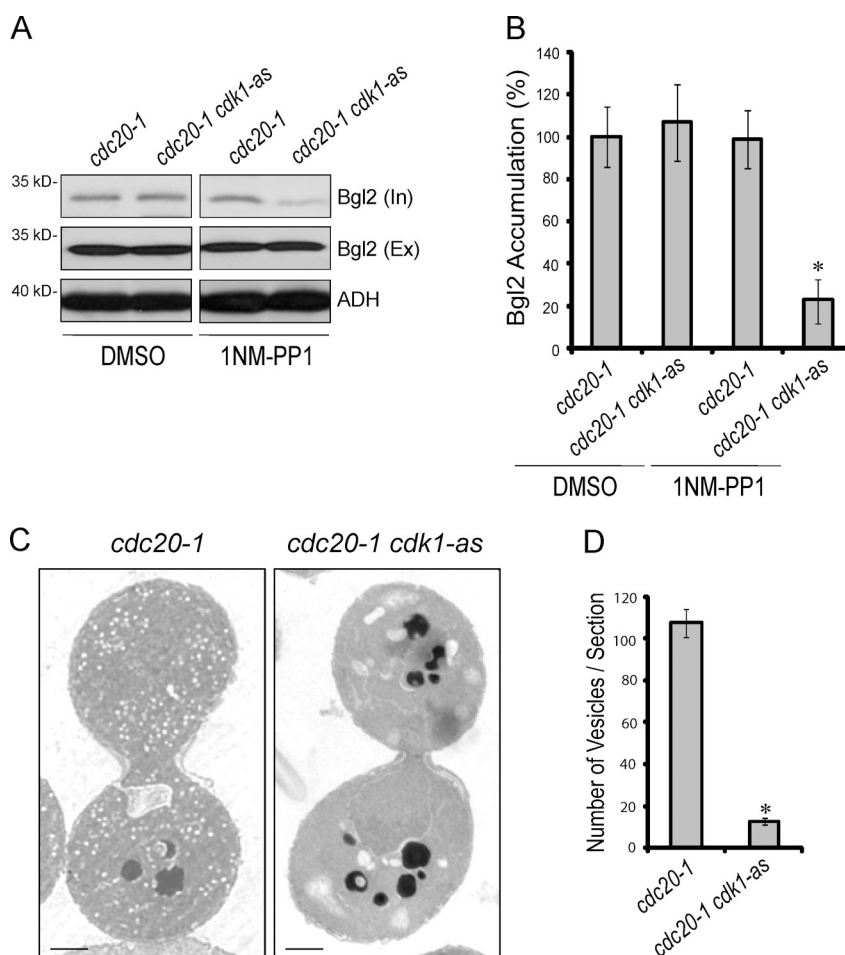 A
cdc20-1
cdc20-1 cdk1-as
cdc20-1
cdc20-1 cdk1-as
35 kD-
Bgl2 (In)
35 kD-
Bgl2 (Ex)
40 kD-
ADH
DMSO
1NM-PP1
B
Bgl2 Accumulation (%)
140
120
100
80
60
40
20
0
*
cdc20-1
cdc20-1 cdk1-as
cdc20-1
cdc20-1 cdk1-as
DMSO
1NM-PP1
C
cdc20-1
cdc20-1 cdk1-as
D
Number of Vesicles / Section
120
100
80
60
40
20
0
*
cdc20-1
cdc20-1 cdk1-as